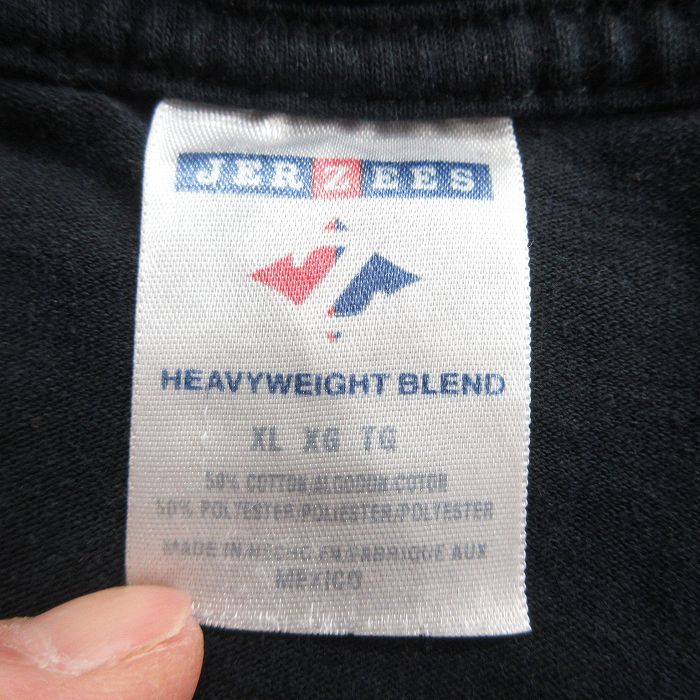 JERZEES
HEAVYWEIGHT BLEND
XL XG TG
50% COTTON/ALGODON/COTON
50% POLYESTER/POLIESTER/POLYESTER
MADE IN/HECHO EN/FABRIQUE AUX
MEXICO